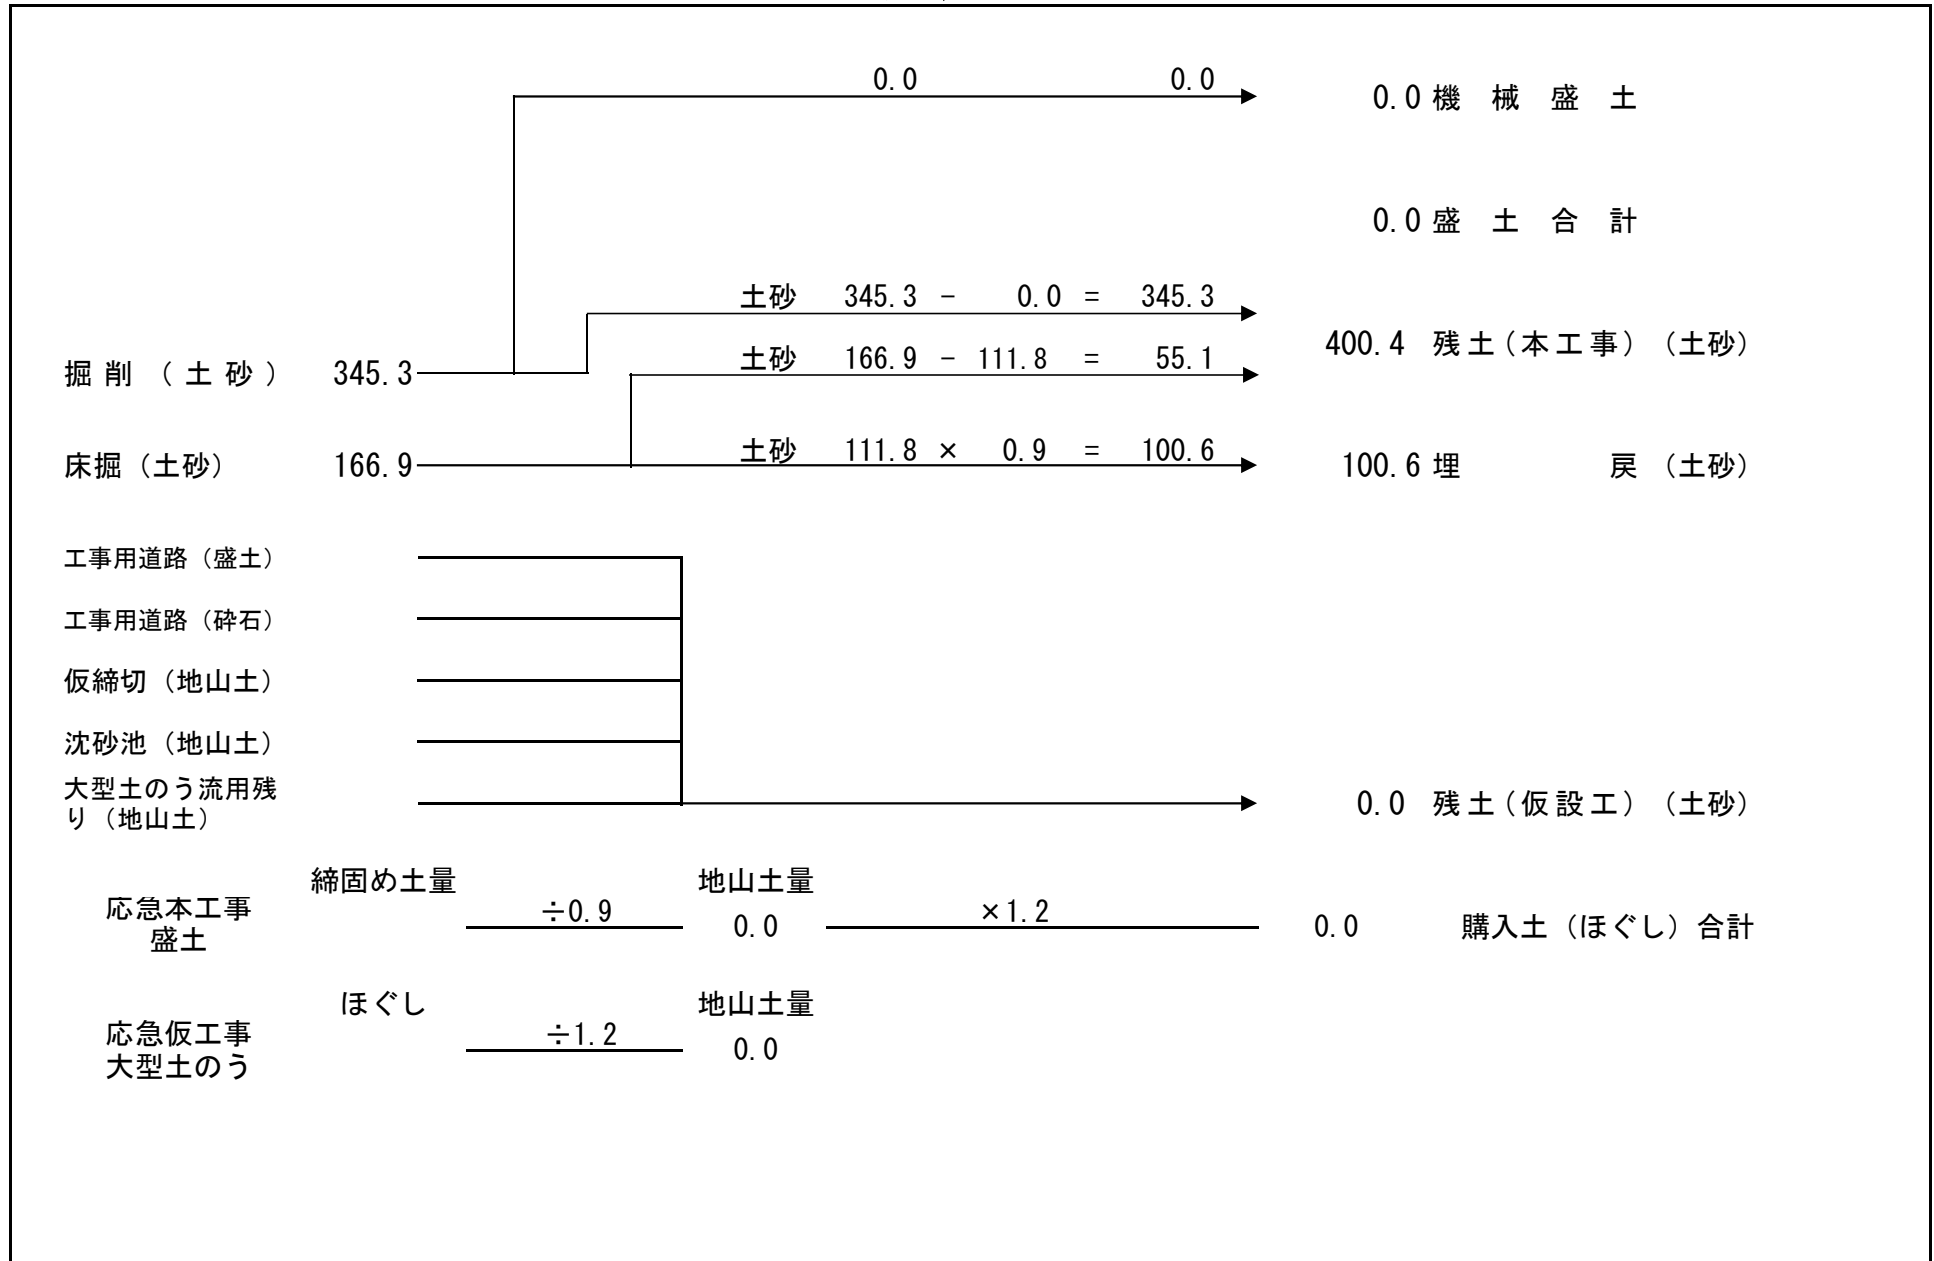 0.0 0.0
0.0 機 械 盛 土
0.0 盛 土 合 計
土砂 345.3 － 0.0 ＝ 345.3
400.4 残土(本工事)（土砂）
土砂 166.9 － 111.8 ＝ 55.1
掘 削 （ 土 砂 ） 345.3
土砂 111.8 × 0.9 ＝ 100.6
床掘（土砂） 166.9
100.6 埋 戻 （土砂）
工事用道路（盛土）
工事用道路（砕石）
仮締切（地山土）
沈砂池（地山土）
大型土のう流用残
り（地山土）
0.0 残土(仮設工)（土砂）
締固め土量 地山土量
応急本工事
盛土
÷0.9 0.0 ×1.2 0.0 購入土（ほぐし）合計
ほぐし 地山土量
応急仮工事
大型土のう
÷1.2 0.0